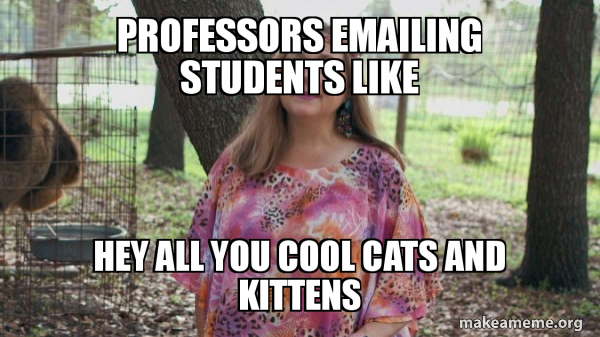 PROFESSORS EMAILING
STUDENTS LIKE
HEY ALL YOU COOL CATS AND
KITTENS
makeameme.org